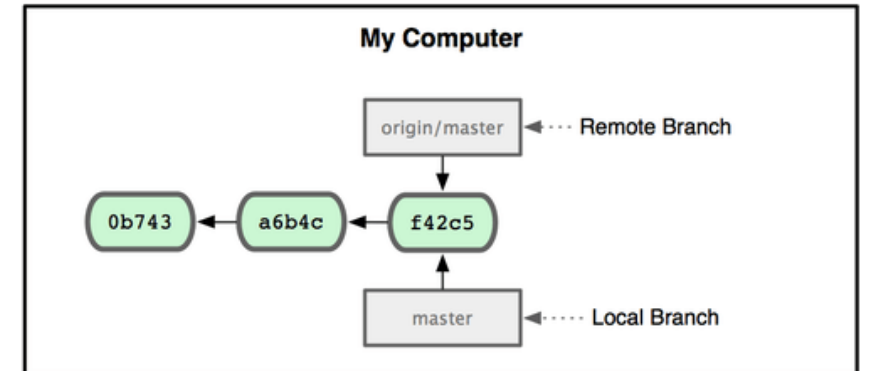 My Computer
origin/master
Remote Branch
0b743
a6b4c
f42c5
master
Local Branch